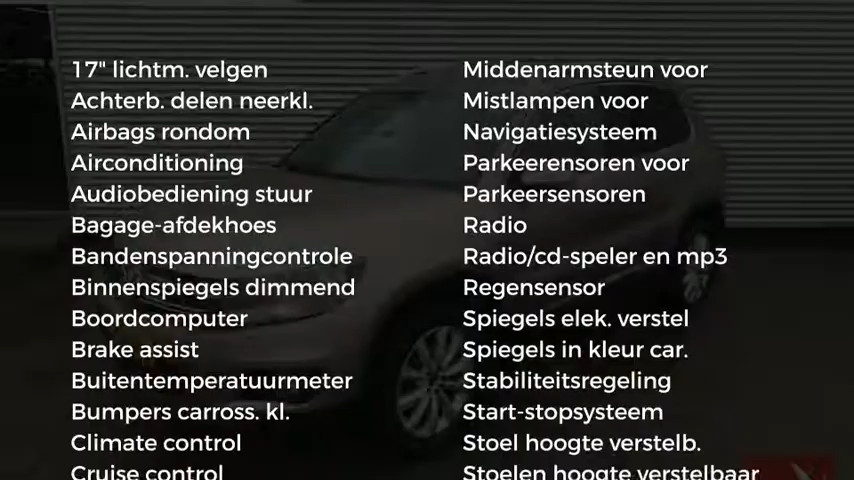 17" lichtm. velgen
Achterb. delen neerkl.
Airbags rondom
Airconditioning
Audiobediening stuur
Bagage-afdekhoes
Bandenspanningcontrole
Binnenspiegels dimmend
Boordcomputer
Brake assist
Buitentemperatuurmeter
Bumpers carross. kl.
Climate control
Cruise control
Middenarmsteun voor
Mistlampen voor
Navigatiesysteem
Parkeerensoren voor
Parkeersensoren
Radio
Radio/cd-speler en mp3
Regensensor
Spiegels elek. verstel
Spiegels in kleur car.
Stabiliteitsregeling
Start-stopsysteem
Stoel hoogte verstelb.
Stoelen hoogte verstelbaar